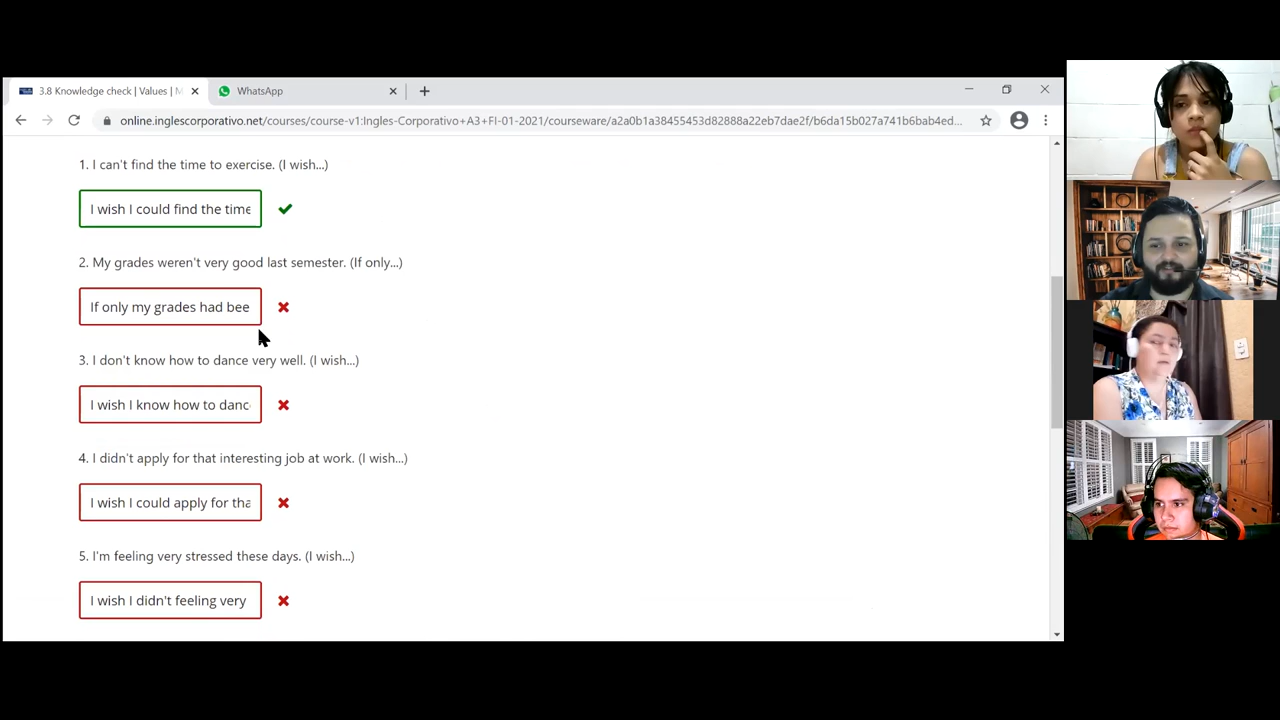 3.8 Knowledge check | Values | M
WhatsApp
online.inglescorporativo.net/courses/course-v1:Ingles-Corporativo+A3+FI-01-2021/courseware/a2a0b1a38455453d82888a22eb7dae2f/b6da15b027a741b6bab4ed...
1. I can't find the time to exercise. (I wish...)
I wish I could find the time
2. My grades weren't very good last semester. (If only...)
If only my grades had bee
3. I don't know how to dance very well. (I wish...)
I wish I know how to danc
4. I didn't apply for that interesting job at work. (I wish...)
I wish I could apply for tha
5. I'm feeling very stressed these days. (I wish...)
I wish I didn't feeling very